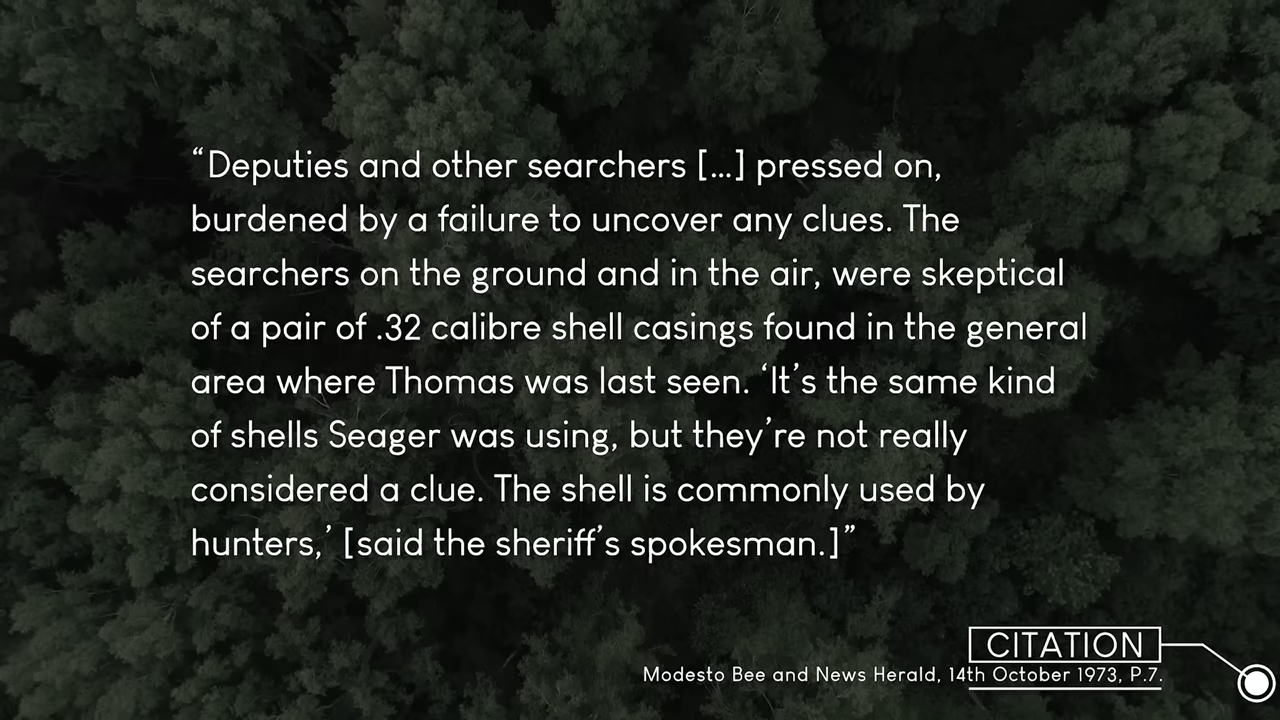 “Deputies and other searchers [...] pressed on,
burdened by a failure to uncover any clues. The
searchers on the ground and in the air, were skeptical
of a pair of .32 calibre shell casings found in the general
area where Thomas was last seen. ‘It’s the same kind
of shells Seager was using, but they’re not really
considered a clue. The shell is commonly used by
hunters,’ [said the sheriff’s spokesman.]”
CITATION
Modesto Bee and News Herald, 14th October 1973, P.7.